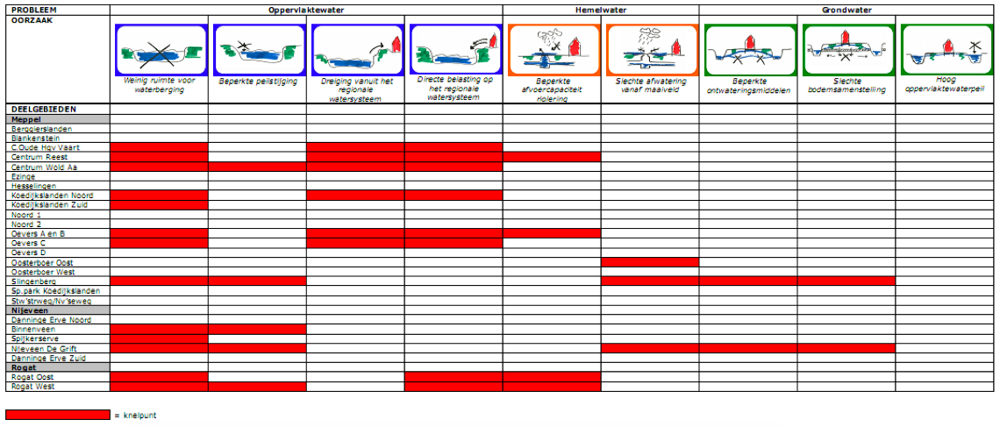 PROBLEEM Oppervlaktewater Hemelwater Grondwater
OORZAAK
Weinig ruimte voor waterberging
Beperkte peilstijging
Dreiging vanuit het regionale watersysteem
Directe belasting op het regionale watersysteem
Beperkte afvoercapaciteit riolering
Slechte afwatering vanaf maaiveld
Beperkte ontwateringsmiddelen
Slechte bodemsamenstelling
Hoog oppervlaktewaterpeil
DEELGEBIEDEN
Meppel
Berggierslanden
Blankenstein
C.Oude Hgv Vaart
Centrum Reest
Centrum Wold Aa
Ezinge
Hesselingen
Koedijkslanden Noord
Koedijkslanden Zuid
Noord 1
Noord 2
Oevers A en B
Oevers C
Oevers D
Oosterboer Oost
Oosterboer West
Slingenberg
Sp.park Koedijkslanden
Stw'strweg/Nv'seweg
Nijeveen
Danninge Erve Noord
Binnenveen
Spijkerserve
Nijeveen De Grift
Danninge Erve Zuid
Rogat
Rogat Oost
Rogat West
= knelpunt